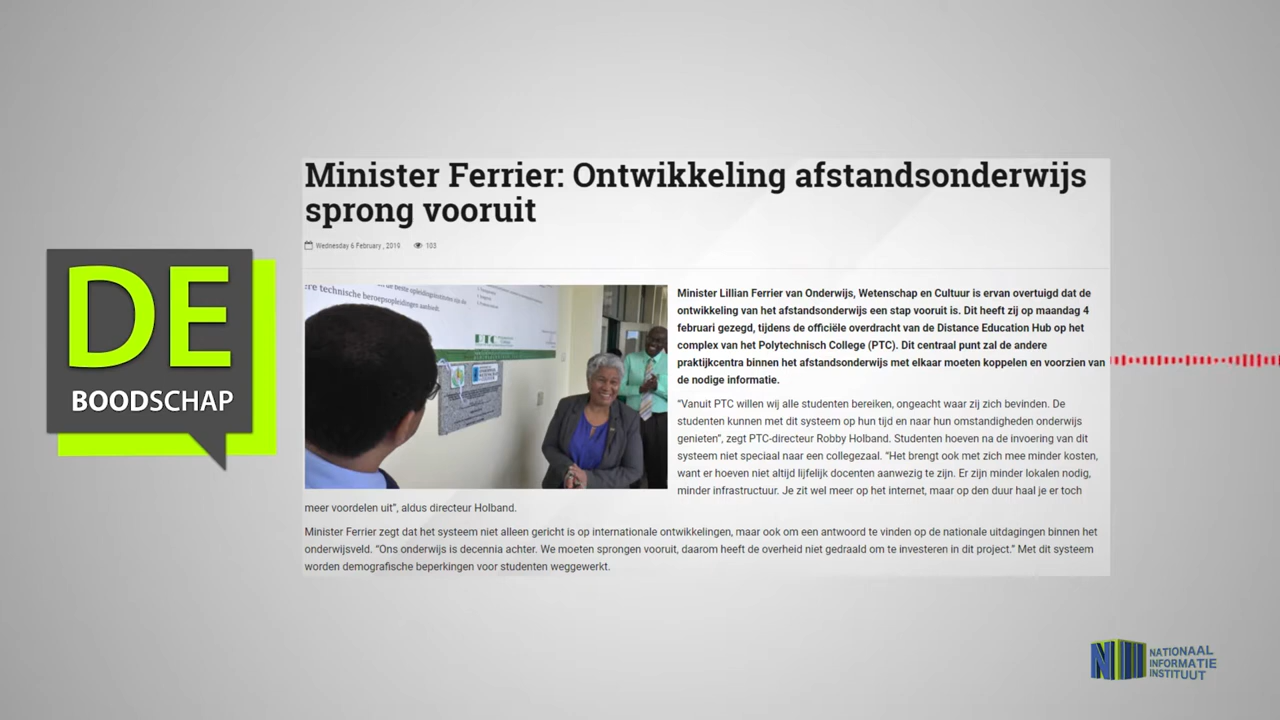 Minister Ferrier: Ontwikkeling afstandsonderwijs
sprong vooruit
Wednesday 6 February , 2019 103
DE
BOODSCHAP
re technische beroepsopleidingen aanbiedt.
PTC
Minister Lillian Ferrier van Onderwijs, Wetenschap en Cultuur is ervan overtuigd dat de
ontwikkeling van het afstandsonderwijs een stap vooruit is. Dit heeft zij op maandag 4
februari gezegd, tijdens de officiële overdracht van de Distance Education Hub op het
complex van het Polytechnisch College (PTC). Dit centraal punt zal de andere
praktijkcentra binnen het afstandsonderwijs met elkaar moeten koppelen en voorzien van
de nodige informatie.
“Vanuit PTC willen wij alle studenten bereiken, ongeacht waar zij zich bevinden. De
studenten kunnen met dit systeem op hun tijd en naar hun omstandigheden onderwijs
genieten”, zegt PTC-directeur Robby Holband. Studenten hoeven na de invoering van dit
systeem niet speciaal naar een collegezaal. “Het brengt ook met zich mee minder kosten,
want er hoeven niet altijd lijfelijk docenten aanwezig te zijn. Er zijn minder lokalen nodig,
minder infrastructuur. Je zit wel meer op het internet, maar op den duur haal je er toch
meer voordelen uit”, aldus directeur Holband.
Minister Ferrier zegt dat het systeem niet alleen gericht is op internationale ontwikkelingen, maar ook om een antwoord te vinden op de nationale uitdagingen binnen het
onderwijsveld. “Ons onderwijs is decennia achter. We moeten sprongen vooruit, daarom heeft de overheid niet gedraald om te investeren in dit project.” Met dit systeem
worden demografische beperkingen voor studenten weggewerkt.
NATIONAAL
INFORMATIE
INSTITUUT